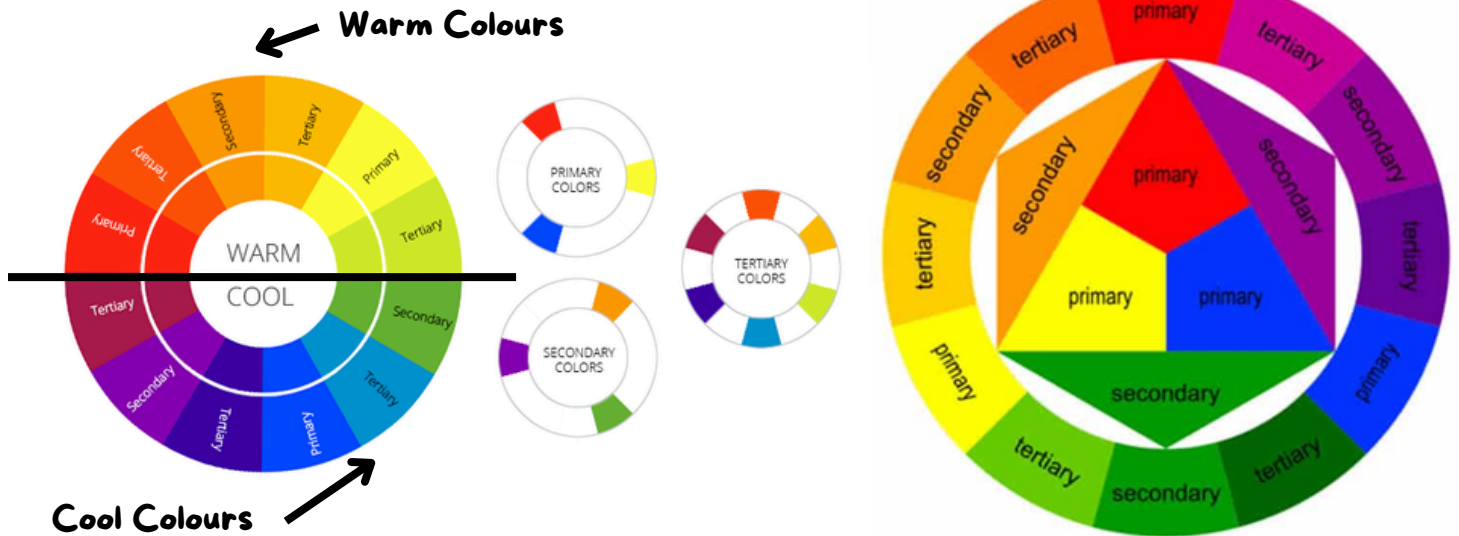 Warm Colours
Secondary
Tertiary
Tertiary
Primary
Primary
Tertiary
WARM
COOL
Tertiary
Secondary
Secondary
Tertiary
Tertiary
Primary
Cool Colours
PRIMARY
COLORS
SECONDARY
COLORS
TERTIARY
COLORS
primary
tertiary
tertiary
secondary
secondary
tertiary
tertiary
primary
primary
tertiary
tertiary
secondary
primary
secondary
secondary
primary
primary
secondary